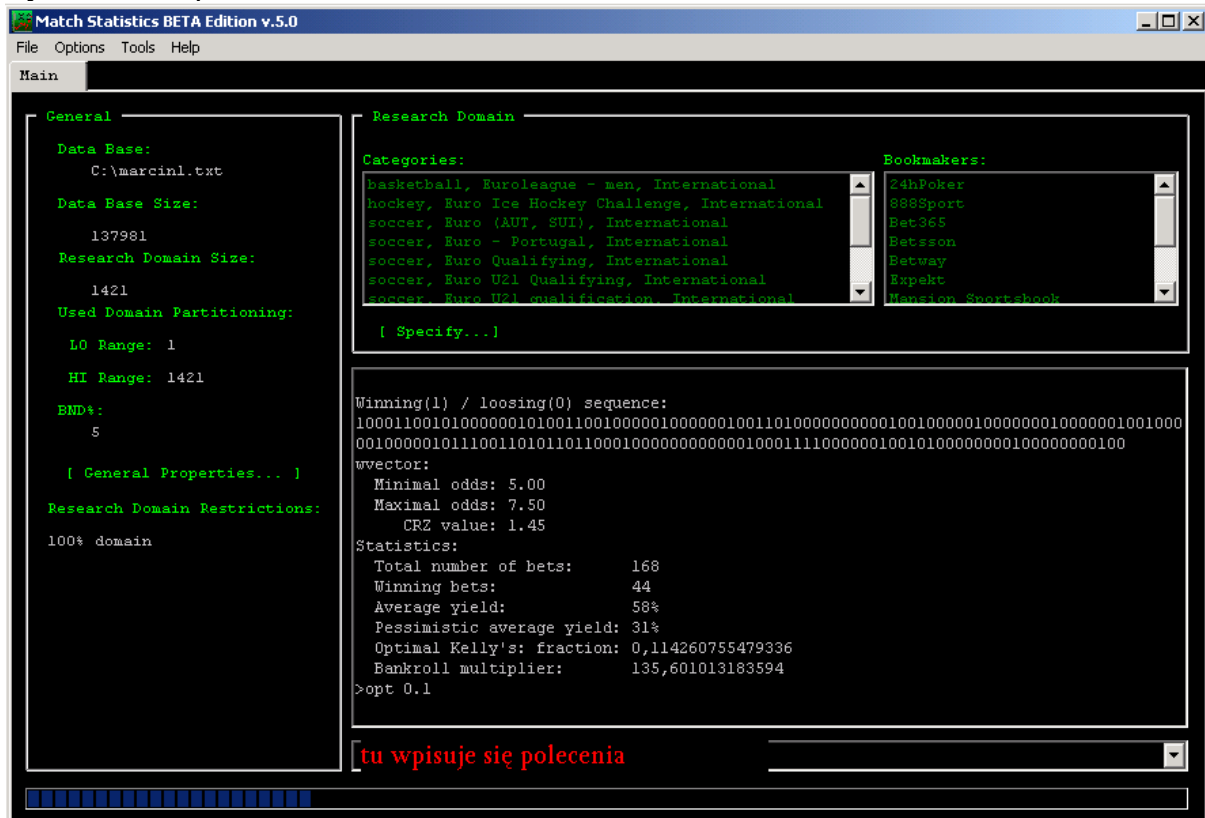 Match Statistics BETA Edition v.5.0
File Options Tools Help
Main
General
Data Base:
C:\marcinl.txt
Data Base Size:
137981
Research Domain Size:
1421
Used Domain Partitioning:
LO Range: 1
HI Range: 1421
BND%:
5
[ General Properties... ]
Research Domain Restrictions:
100% domain
Research Domain
Categories:
basketball, Euroleague - men, International
hockey, Euro Ice Hockey Challenge, International
soccer, Euro (AUT, SUI), International
soccer, Euro - Portugal, International
soccer, Euro Qualifying, International
soccer, Euro U21 Qualifying, International
soccer, Euro U21 qualification, International
Bookmakers:
24hPoker
888Sport
Bet365
Betsson
Betway
Expekt
Mansion Sportsbook
[ Specify...]
Winning(1) / loosing(0) sequence:
wvector:
Minimal odds: 5.00
Maximal odds: 7.50
CRZ value: 1.45
Statistics:
Total number of bets: 168
Winning bets: 44
Average yield: 58%
Pessimistic average yield: 31%
Optimal Kelly's: fraction: 0,114260755479336
Bankroll multiplier: 135,601013183594
>opt 0.1
tu wpisuje się polecenia